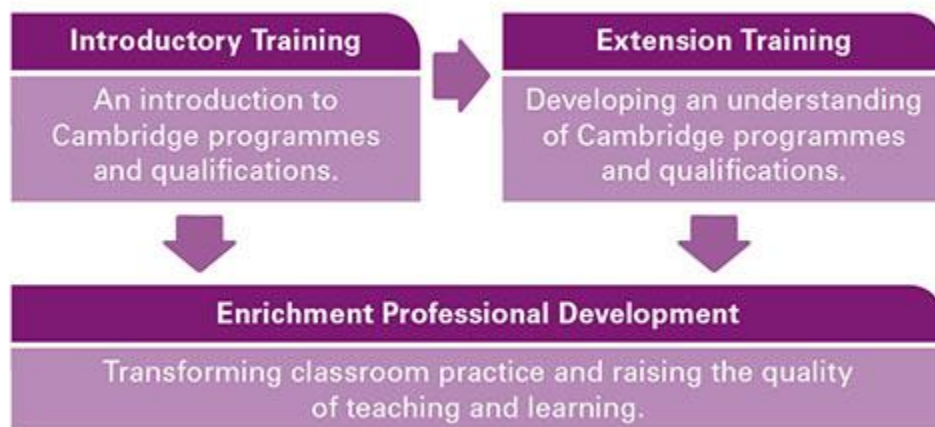 Introductory Training
An introduction to
Cambridge programmes
and qualifications.
Extension Training
Developing an understanding
of Cambridge programmes
and qualifications.
Enrichment Professional Development
Transforming classroom practice and raising the quality
of teaching and learning.